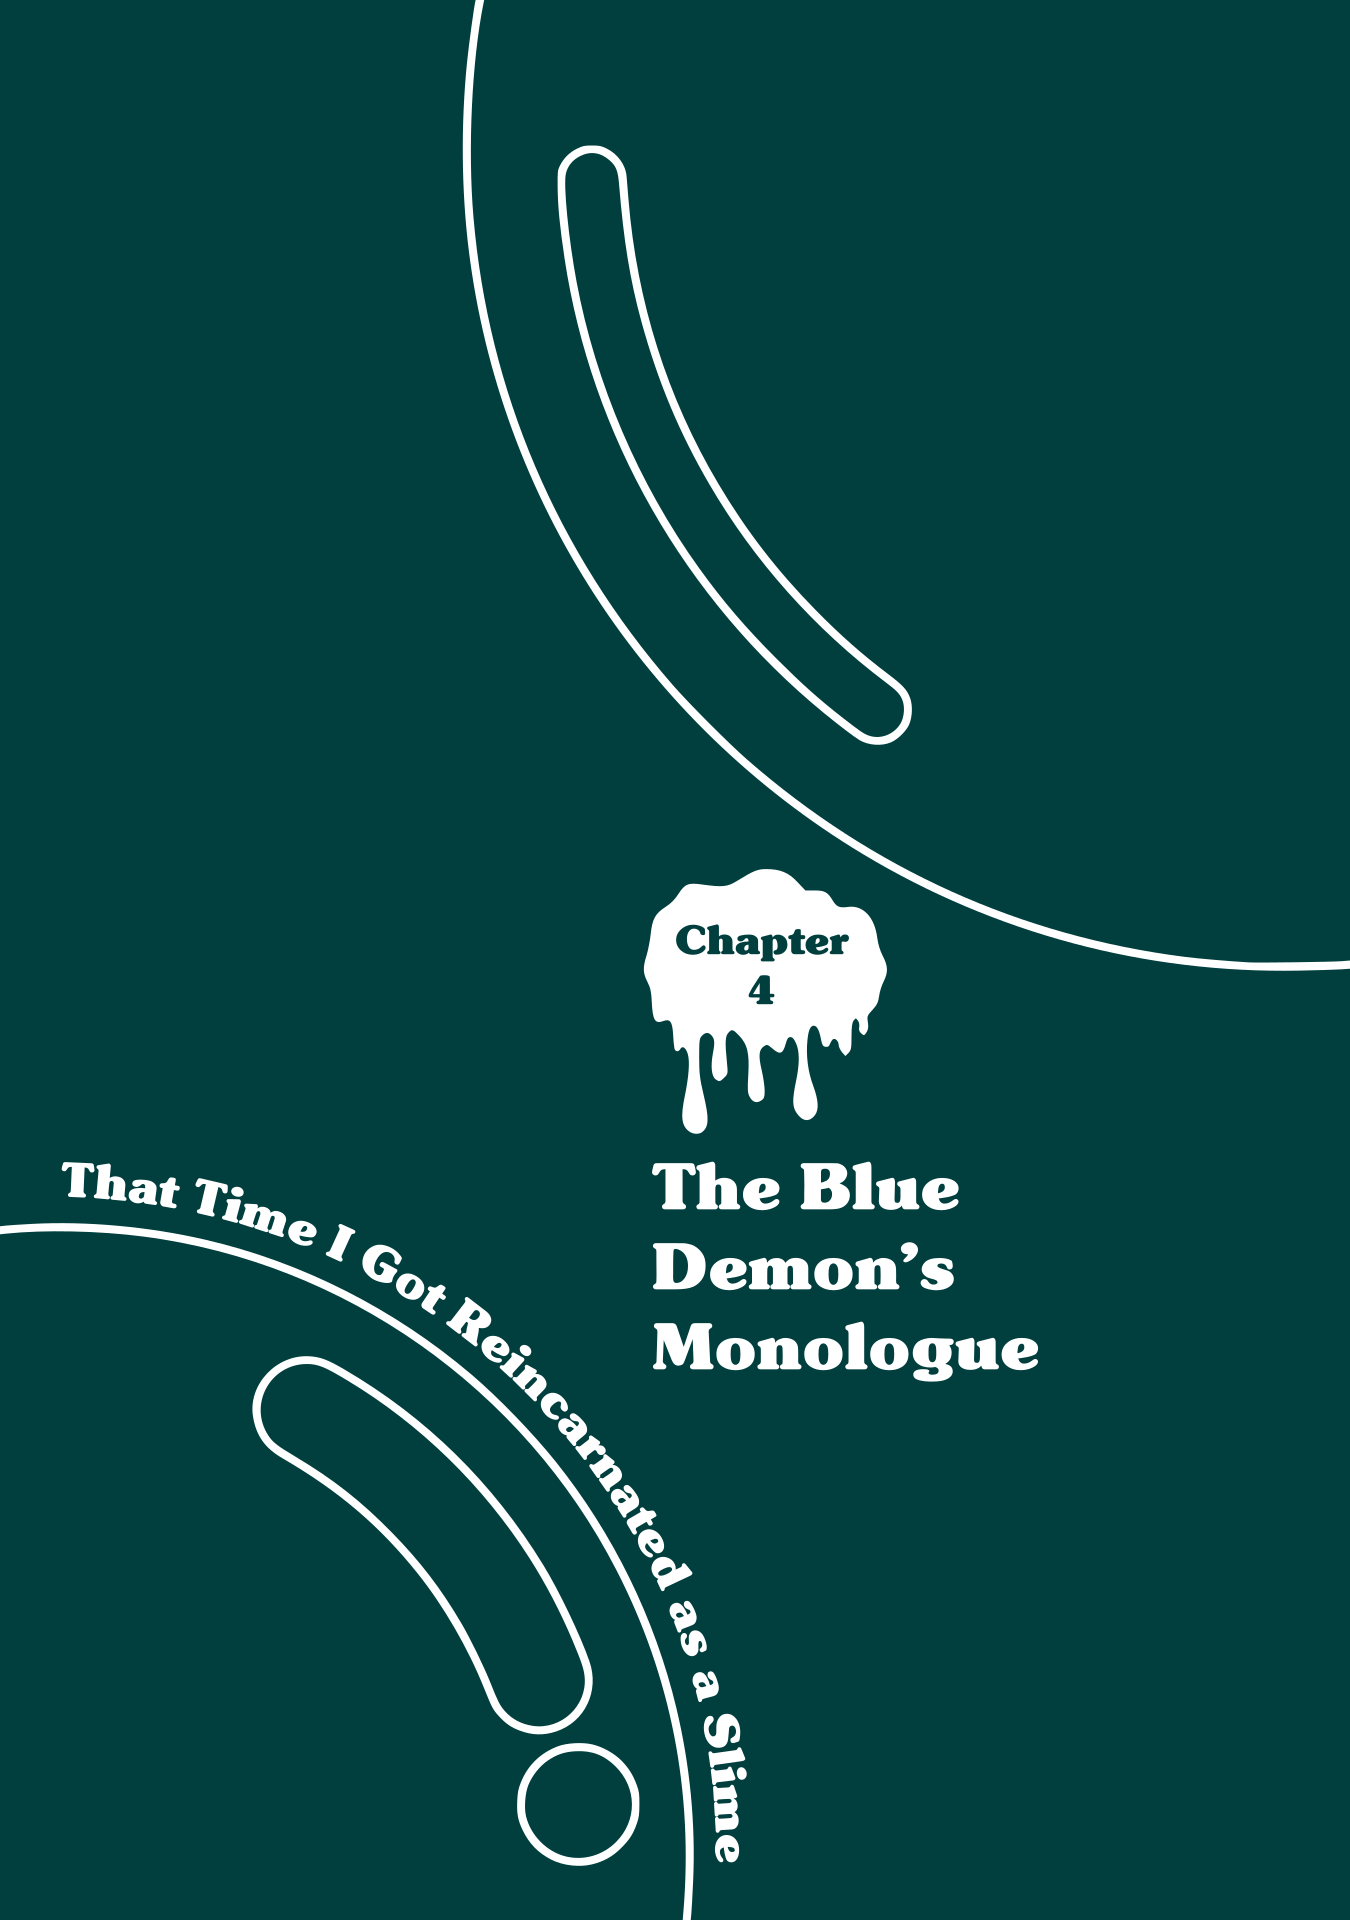 Chapter
4
The Blue
Demon’s
Monologue
That Time I Got Reincarnated as a Slime